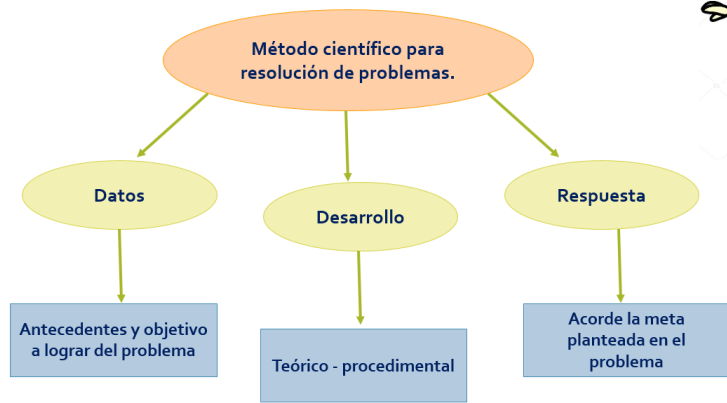 Método científico para
resolución de problemas.
Datos
Desarrollo
Respuesta
Antecedentes y objetivo
a lograr del problema
Teórico - procedimental
Acorde la meta
planteada en el
problema